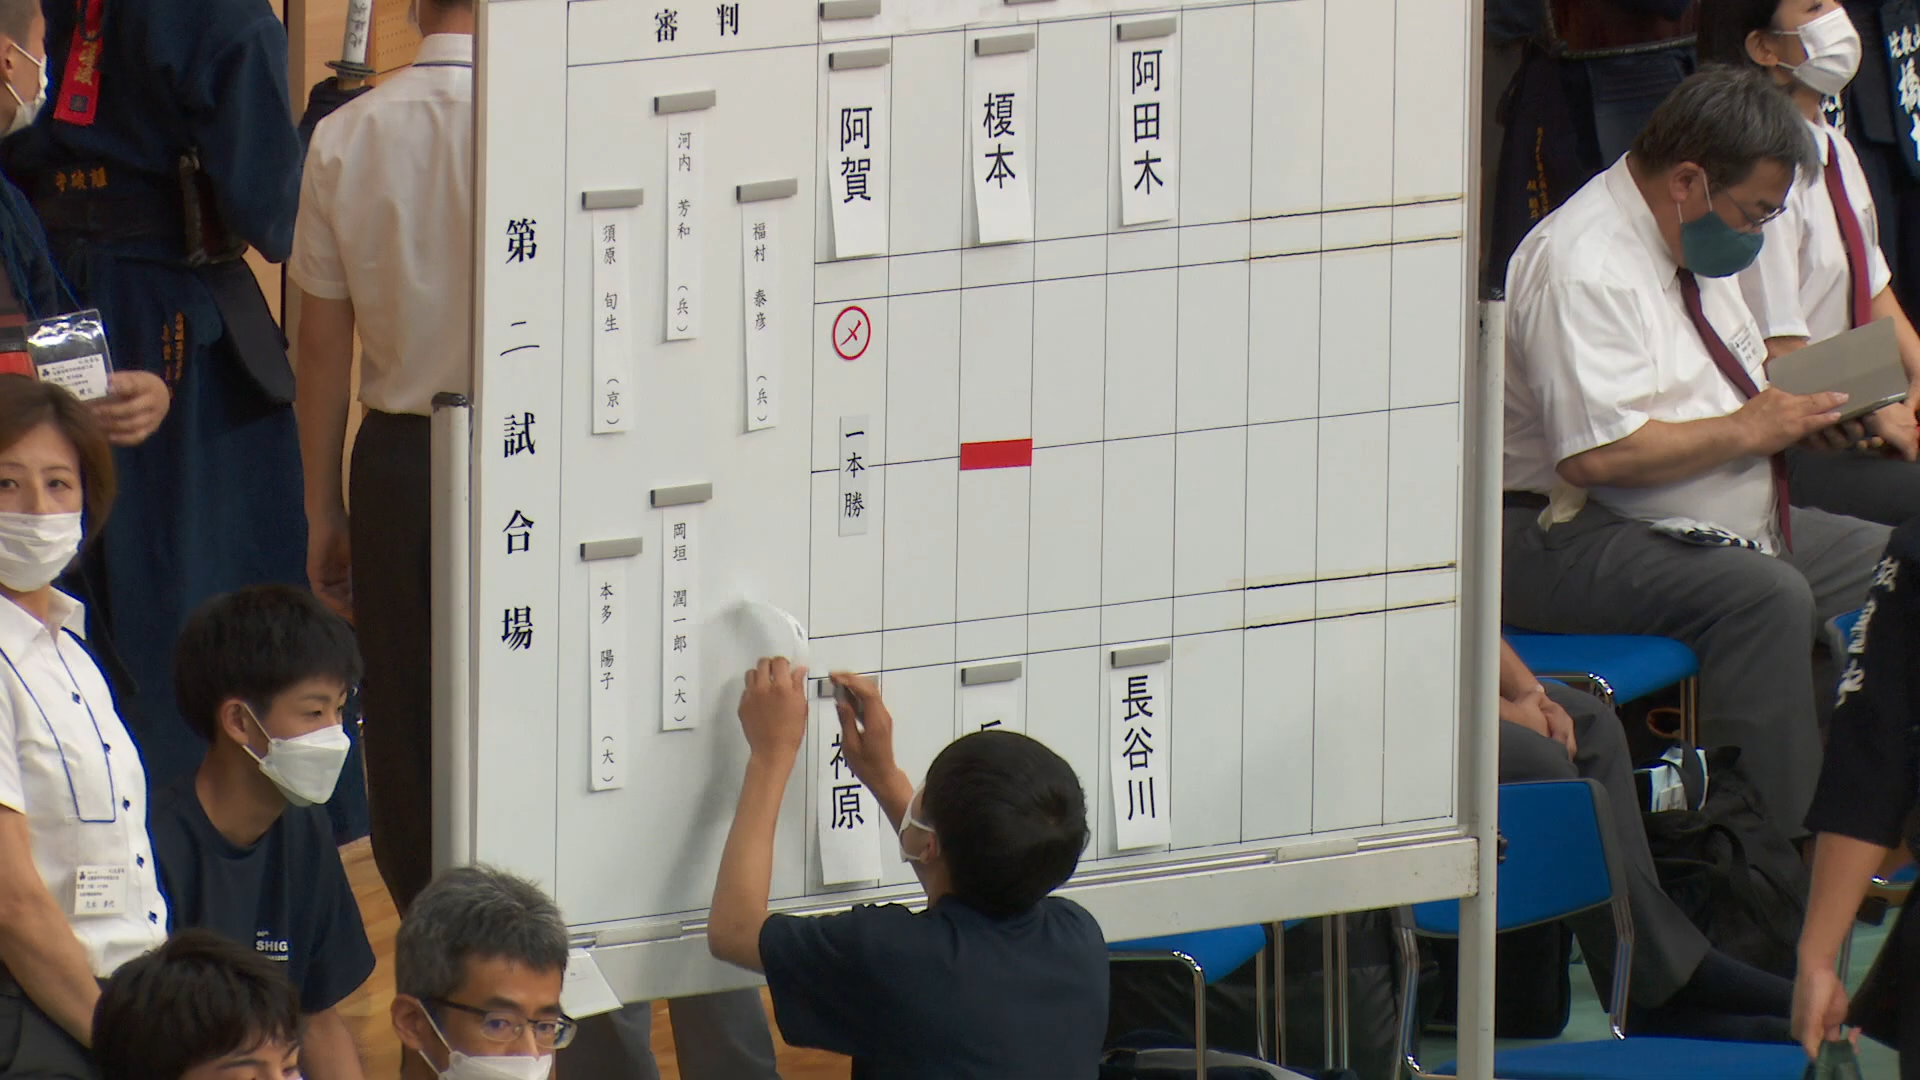 審判
第二試合場
河内 芳和 (兵)
須原 旬生 (京)
福村 泰彦 (兵)
岡垣 潤一郎 (大)
本多 陽子 (大)
阿賀
榎本
阿田木
メ
一本勝
神原
長谷川
SHIG